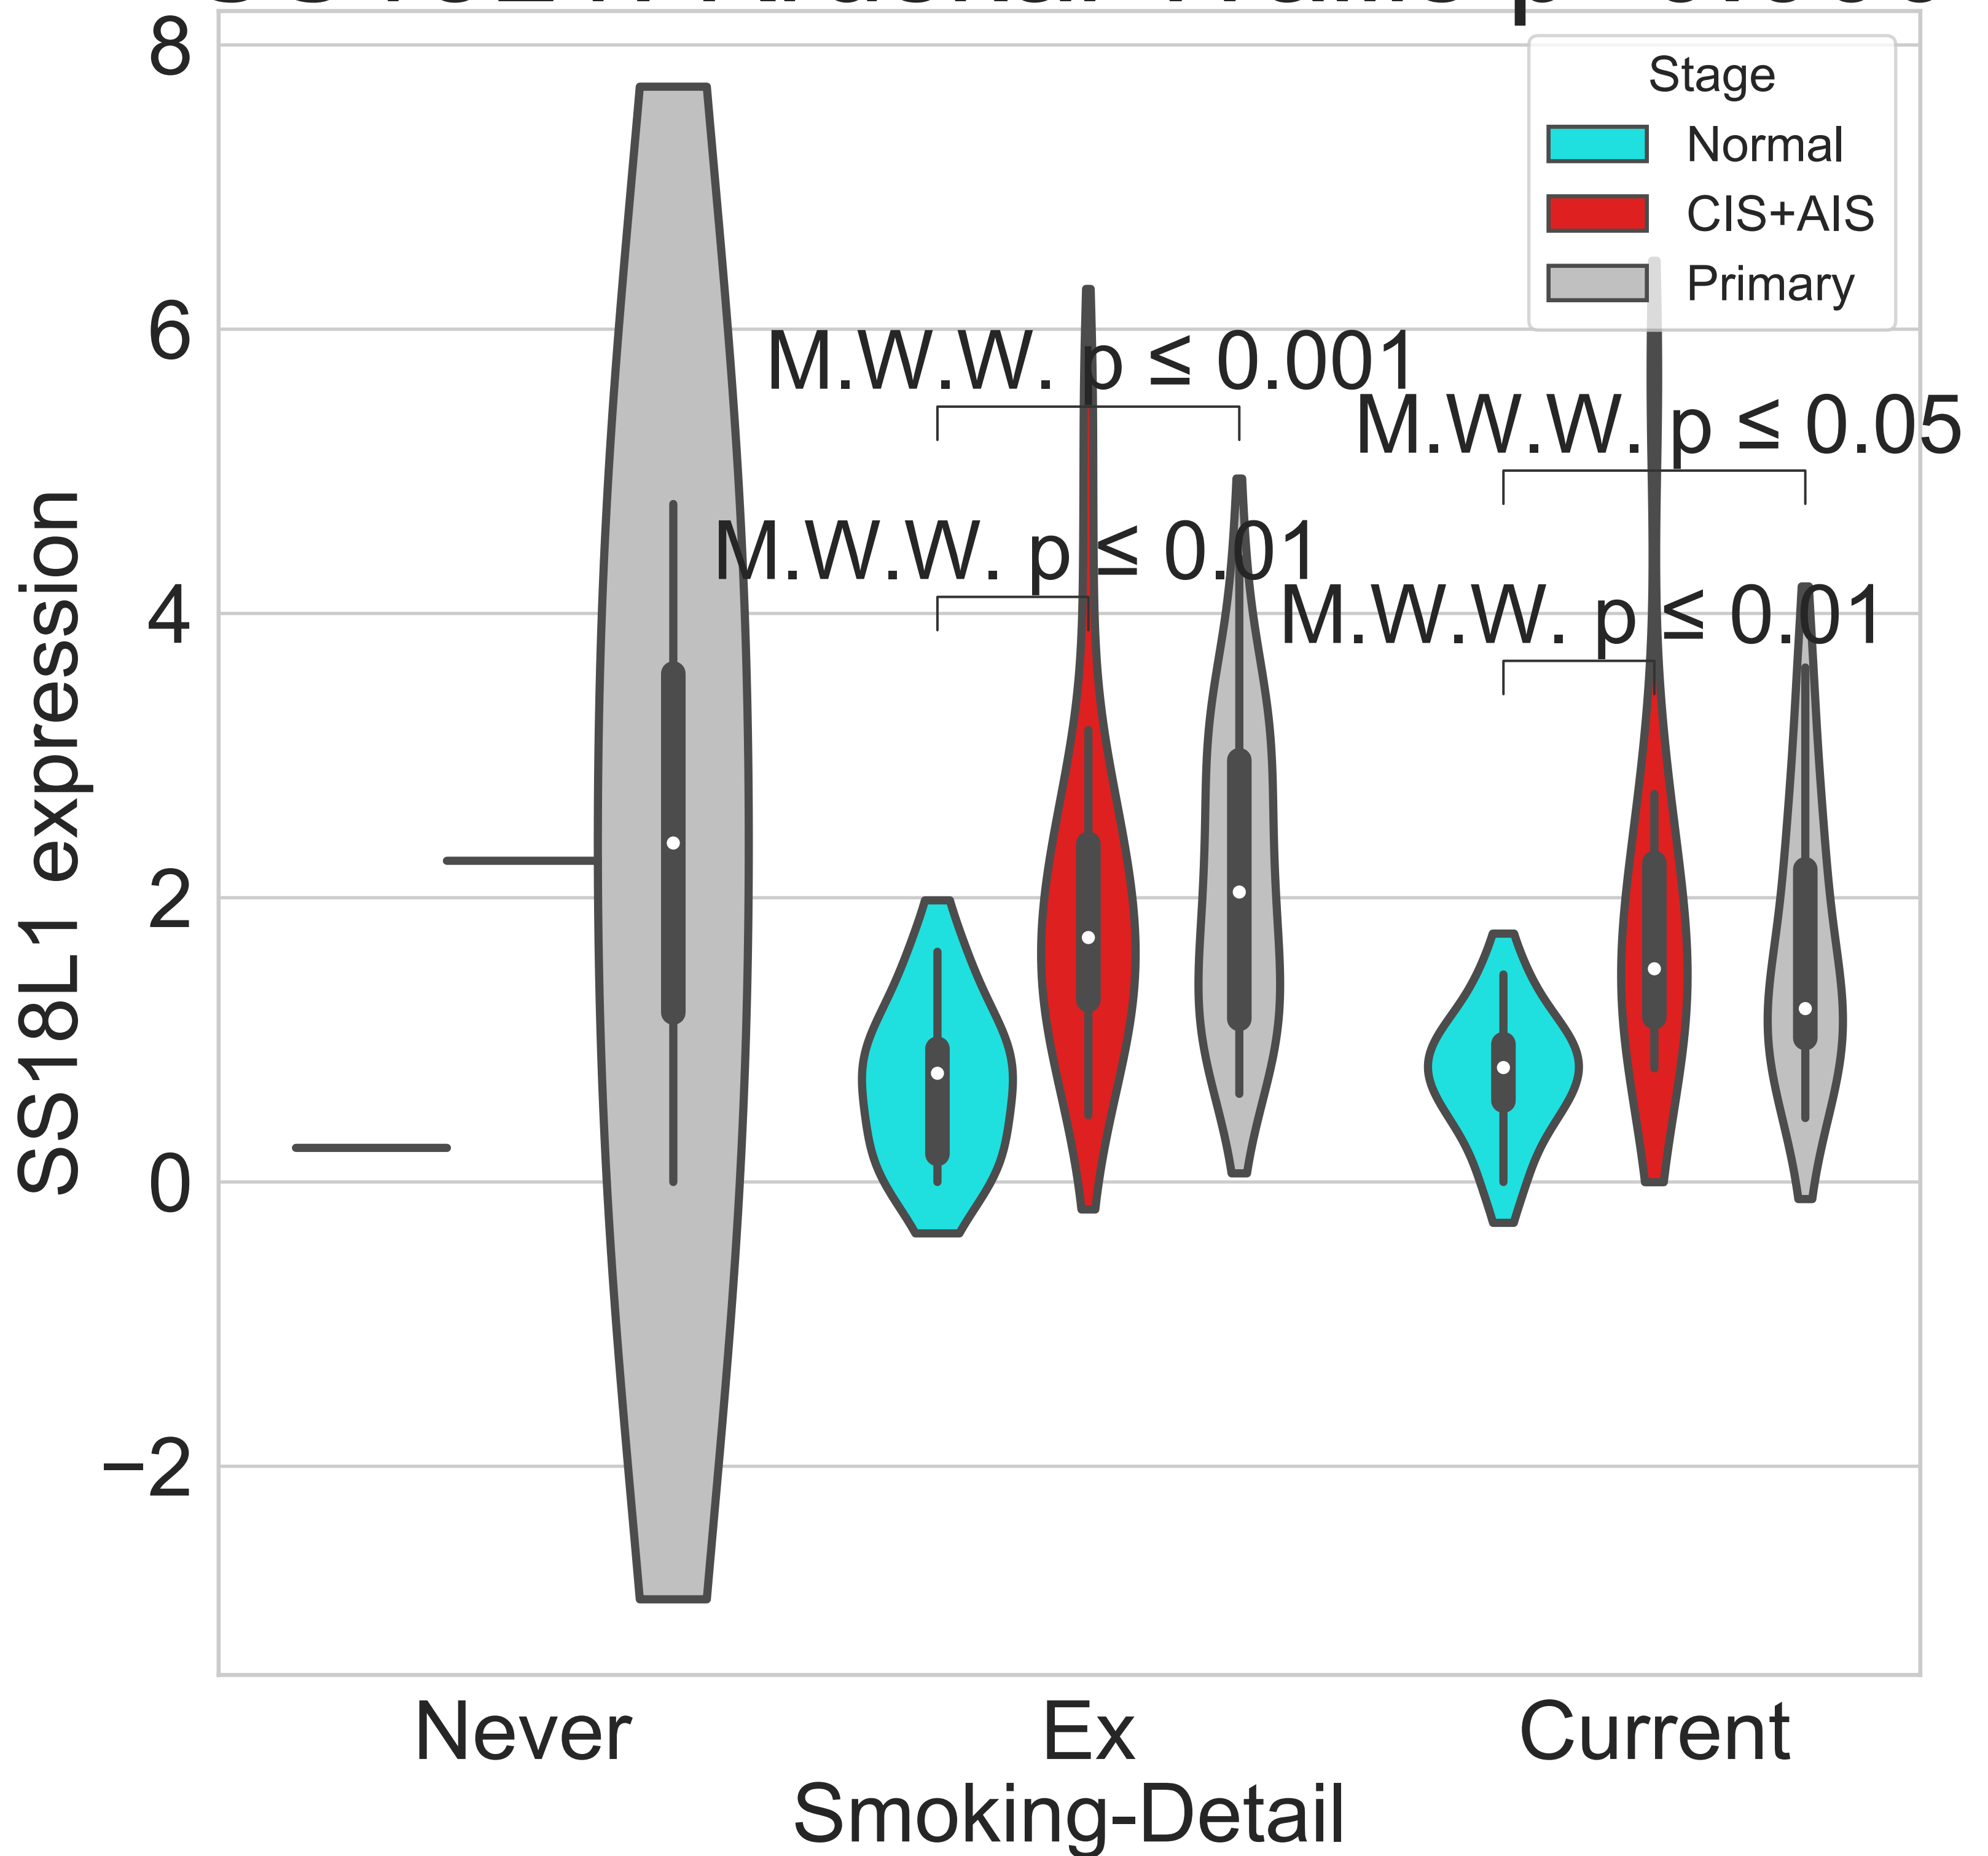 8
6
4
2
0
−2
SS18L1 expression
Stage
Normal
CIS+AIS
Primary
M.W.W. p ≤ 0.001
M.W.W. p ≤ 0.05
M.W.W. p ≤ 0.01
M.W.W. p ≤ 0.01
Never
Ex
Current
Smoking-Detail